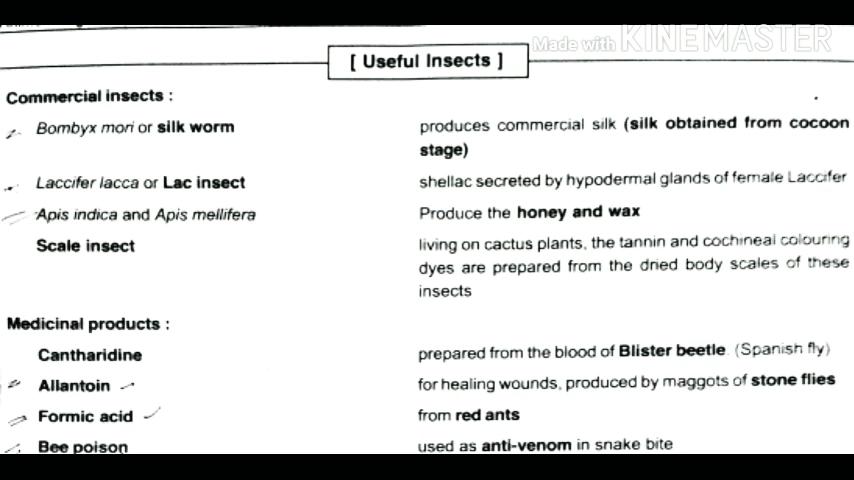 Made with KINEMASTER
[ Useful Insects ]
Commercial insects :
Bombyx mori or silk worm produces commercial silk (silk obtained from cocoon
stage)
Laccifer lacca or Lac insect shellac secreted by hypodermal glands of female Laccifer
Apis indica and Apis mellifera Produce the honey and wax
Scale insect living on cactus plants, the tannin and cochineal colouring
dyes are prepared from the dried body scales of these
insects
Medicinal products :
Cantharidine prepared from the blood of Blister beetle. (Spanish fly)
Allantoin for healing wounds, produced by maggots of stone flies
Formic acid from red ants
Bee poison used as anti-venom in snake bite